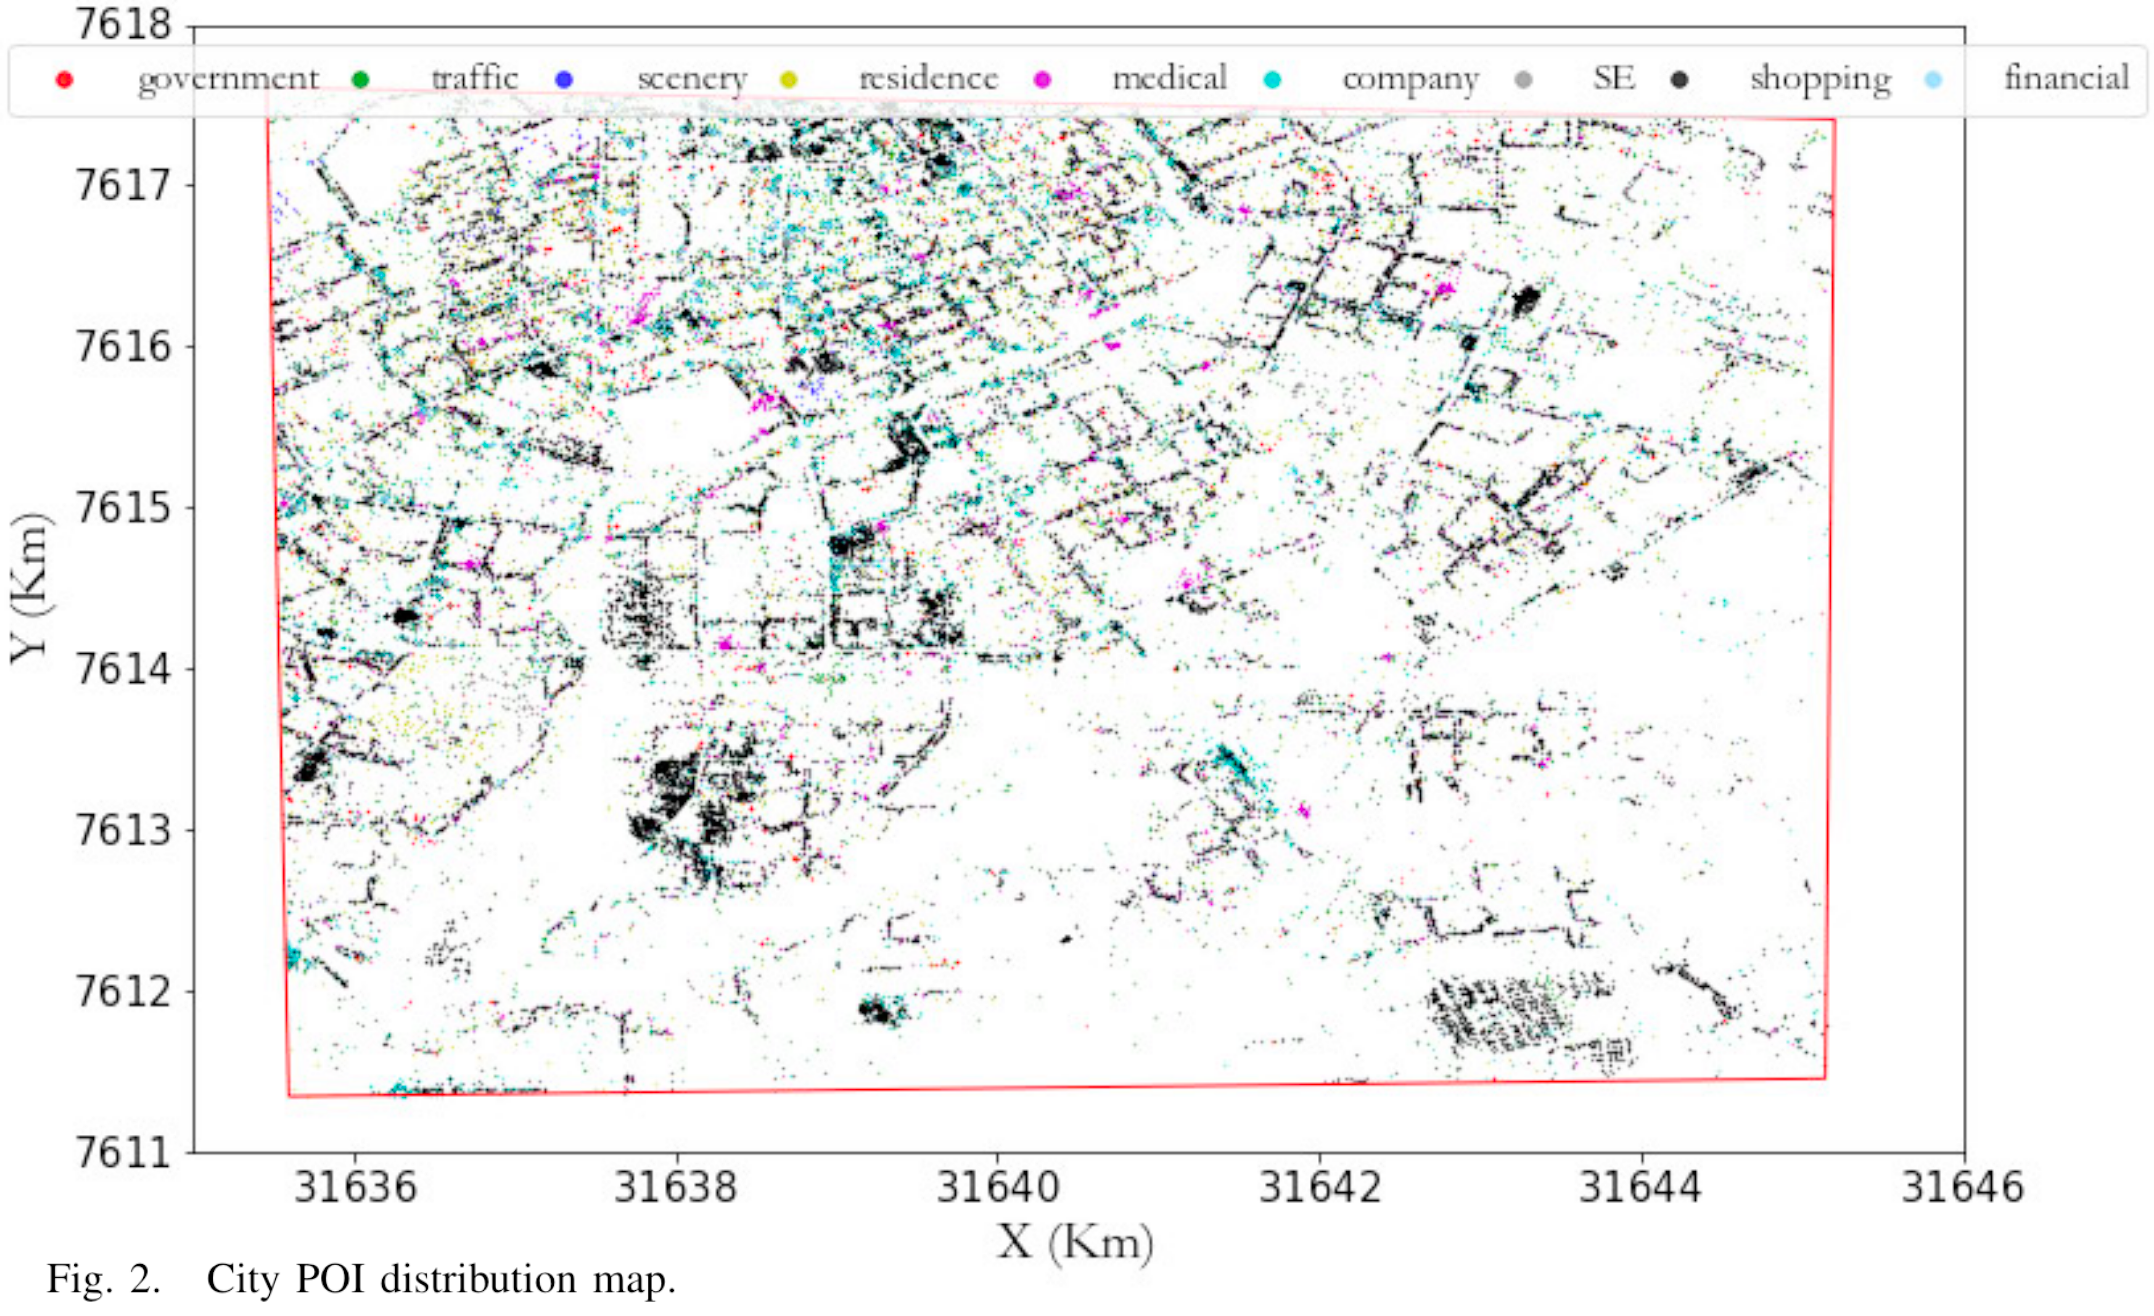 7618
government traffic scenery residence medical company SE shopping financial
7617
7616
7615
7614
7613
7612
7611
Y (Km)
31636 31638 31640 31642 31644 31646
X (Km)
Fig. 2. City POI distribution map.